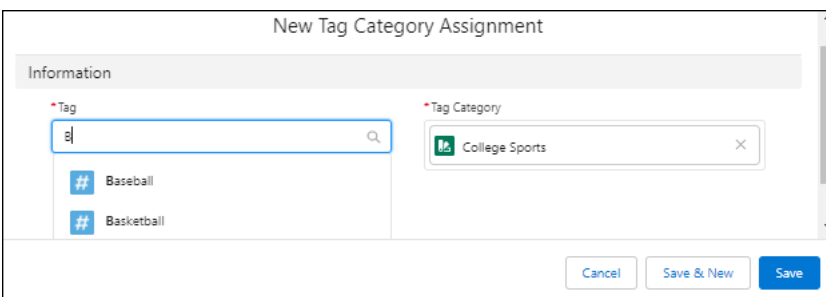 New Tag Category Assignment
Information
*Tag
*Tag Category
B
College Sports
# Baseball
# Basketball
Cancel
Save & New
Save